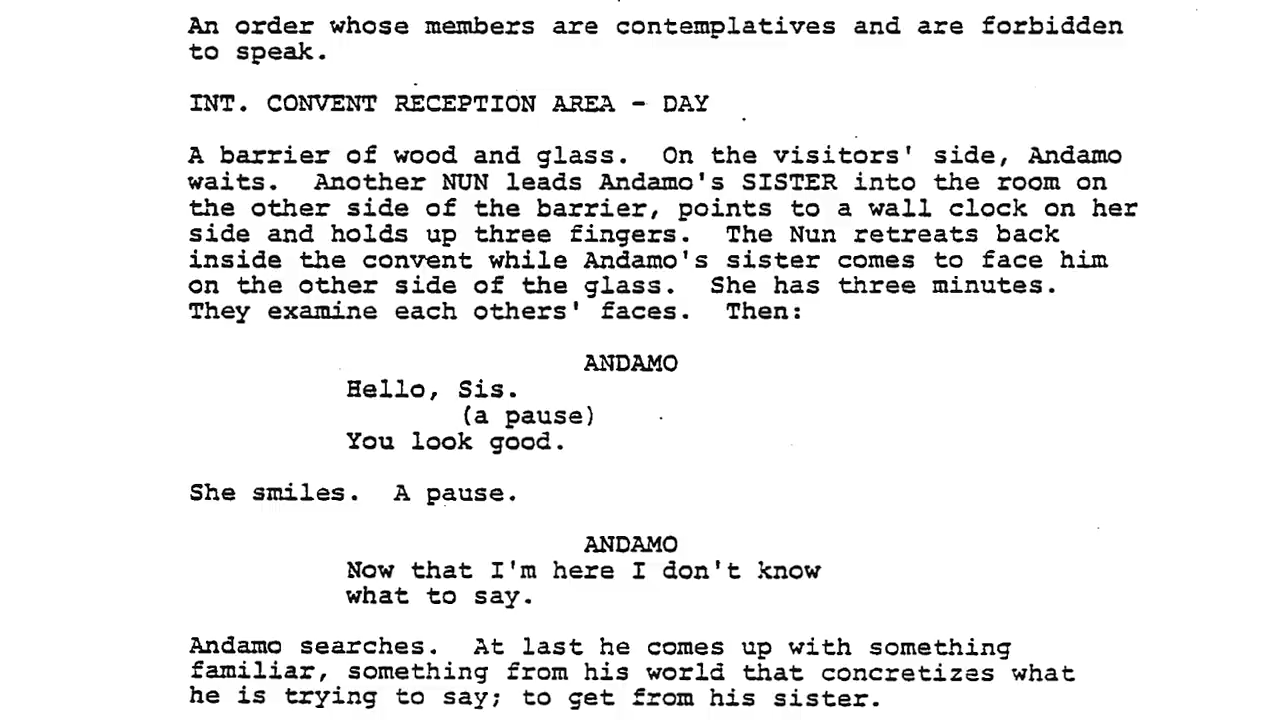 An order whose members are contemplatives and are forbidden
to speak.
INT. CONVENT RECEPTION AREA - DAY
A barrier of wood and glass. On the visitors' side, Andamo
waits. Another NUN leads Andamo's SISTER into the room on
the other side of the barrier, points to a wall clock on her
side and holds up three fingers. The Nun retreats back
inside the convent while Andamo's sister comes to face him
on the other side of the glass. She has three minutes.
They examine each others' faces. Then:
ANDAMO
Hello, Sis.
(a pause)
You look good.
She smiles. A pause.
ANDAMO
Now that I'm here I don't know
what to say.
Andamo searches. At last he comes up with something
familiar, something from his world that concretizes what
he is trying to say; to get from his sister.